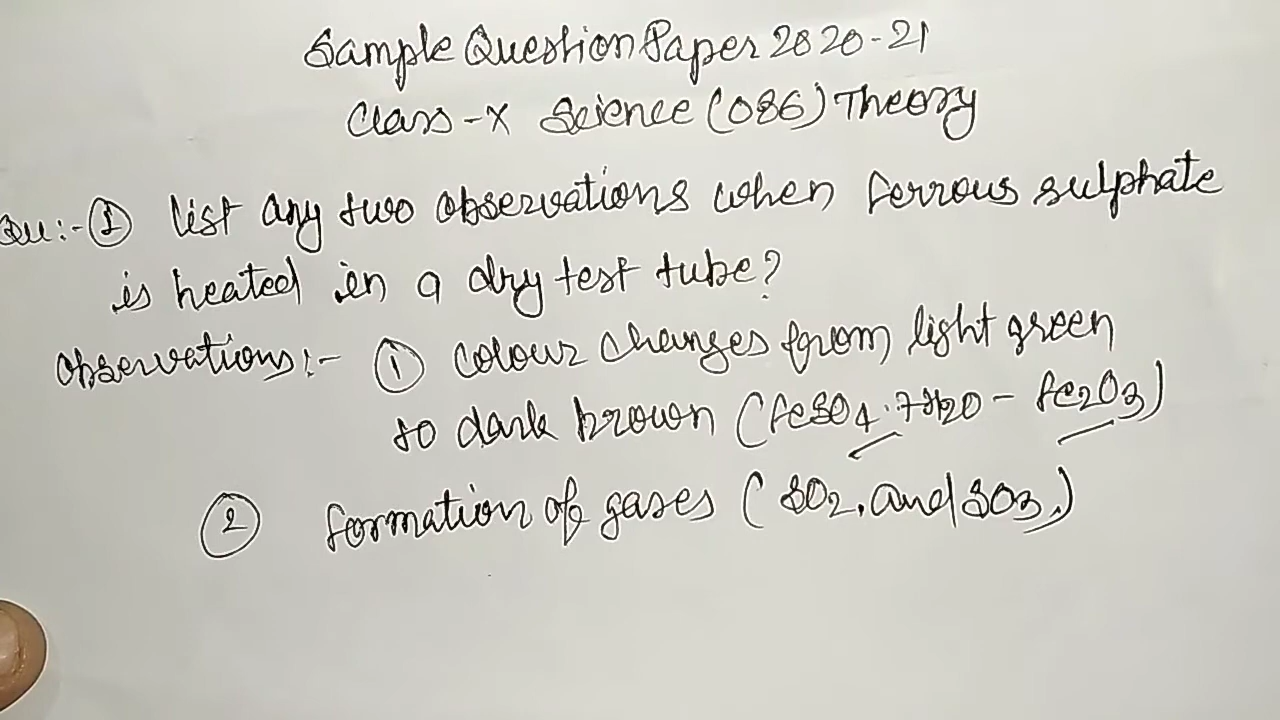 Sample Question Paper 2020-21
Class-X Science (086) Theory
Qu:- ① List any two observations when ferrous sulphate
is heated in a dry test tube?
Observations:- ① Colour changes from light green
to dark brown (FeSO4.7H2O - Fe2O3)
② Formation of gases (SO2, and SO3,)